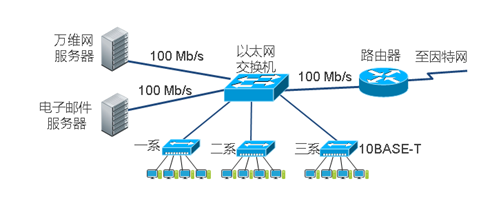 万维网
服务器
100 Mb/s
以太网
交换机
路由器
至因特网
100 Mb/s
100 Mb/s
电子邮件
服务器
一系
二系
三系
10BASE-T